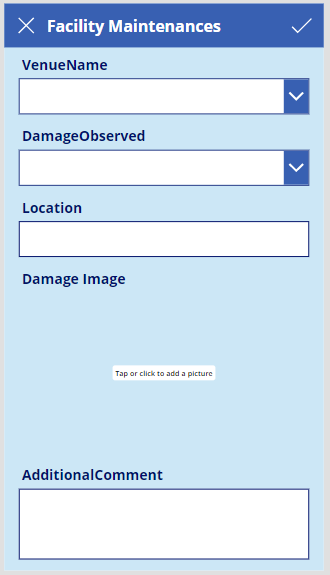 Facility Maintenances
VenueName
DamageObserved
Location
Damage Image
Tap or click to add a picture
AdditionalComment